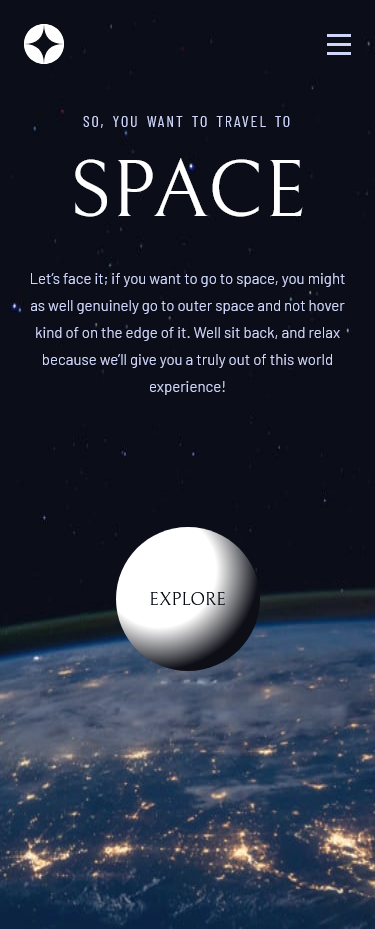 SO, YOU WANT TO TRAVEL TO
SPACE
Let’s face it; if you want to go to space, you might
as well genuinely go to outer space and not hover
kind of on the edge of it. Well sit back, and relax
because we’ll give you a truly out of this world
experience!
EXPLORE